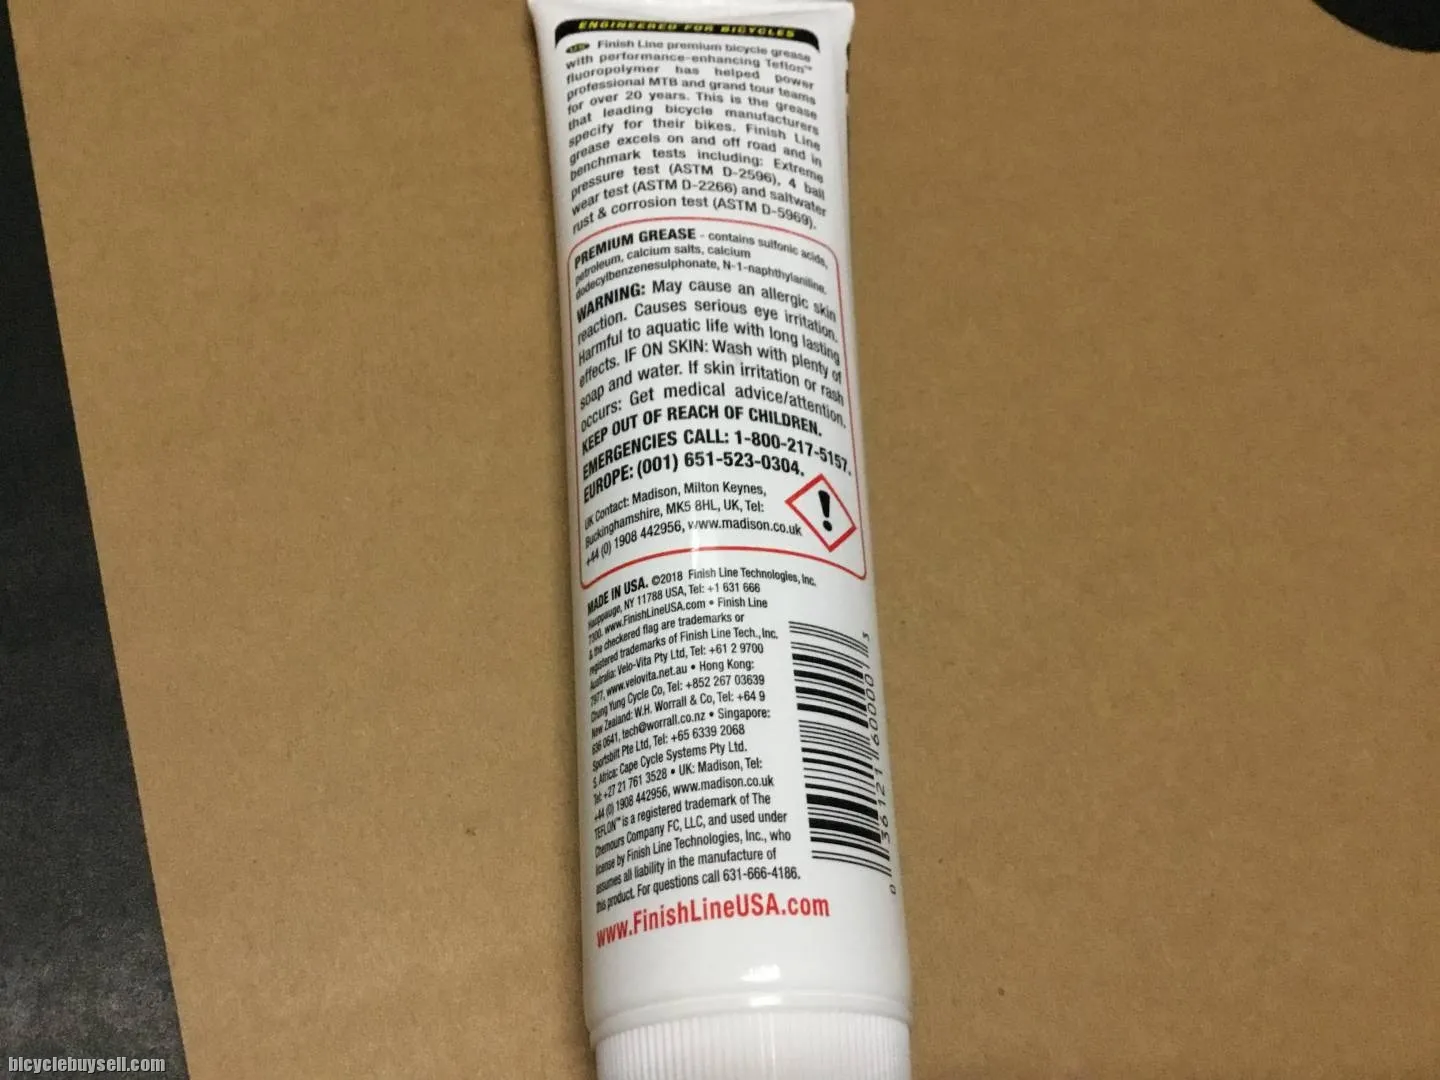 ENGINEERED FOR BICYCLES
US Finish Line premium bicycle grease
with performance-enhancing Teflon™
fluoropolymer has helped power
professional MTB and grand tour teams
for over 20 years. This is the grease
that leading bicycle manufacturers
specify for their bikes. Finish Line
grease excels on and off road and in
benchmark tests including: Extreme
pressure test (ASTM D-2596), 4 ball
wear test (ASTM D-2266) and saltwater
rust & corrosion test (ASTM D-5969).
PREMIUM GREASE - contains sulfonic acids,
petroleum, calcium salts, calcium
dodecylbenzenesulphonate, N-1-naphthylaniline.
WARNING: May cause an allergic skin
reaction. Causes serious eye irritation.
Harmful to aquatic life with long lasting
effects. IF ON SKIN: Wash with plenty of
soap and water. If skin irritation or rash
occurs: Get medical advice/attention.
KEEP OUT OF REACH OF CHILDREN.
EMERGENCIES CALL: 1-800-217-5157.
EUROPE: (001) 651-523-0304.
UK Contact: Madison, Milton Keynes,
Buckinghamshire, MK5 8HL, UK, Tel:
+44 (0) 1908 442956, www.madison.co.uk
MADE IN USA. ©2018 Finish Line Technologies, Inc.
Hauppauge, NY 11788 USA, Tel: +1 631 666
7300. www.FinishLineUSA.com • Finish Line
& the checkered flag are trademarks or
registered trademarks of Finish Line Tech., Inc.
Australia: Velo-Vita Pty Ltd, Tel: +61 2 9700
7977, www.velovita.net.au • Hong Kong:
Chung Yung Cycle Co, Tel: +852 267 03639
New Zealand: W.H. Worrall & Co, Tel: +64 9
636 0641, tech@worrall.co.nz • Singapore:
Sportsbilt Pte Ltd, Tel: +65 6339 2068
S. Africa: Cape Cycle Systems Pty Ltd.
Tel: +27 21 761 3528 • UK: Madison, Tel:
+44 (0) 1908 442956, www.madison.co.uk
TEFLON™ is a registered trademark of The
Chemours Company FC, LLC, and used under
license by Finish Line Technologies, Inc., who
assumes all liability in the manufacture of
this product. For questions call 631-666-4186.
www.FinishLineUSA.com
0 36121 60000 1 3
bicyclebuysell.com